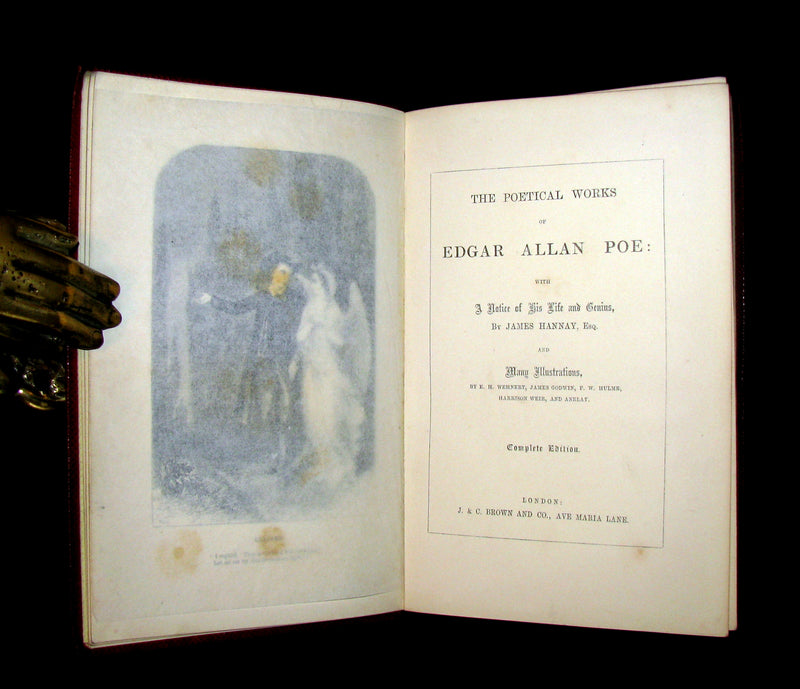 THE POETICAL WORKS
OF
EDGAR ALLAN POE:
WITH
A Notice of His Life and Genius,
BY JAMES HANNAY, ESQ.
AND
Many Illustrations,
BY E. H. WEHNERT, JAMES GODWIN, F. W. HULME,
HARRISON WEIR, AND ANELAY.
Complete Edition.
LONDON:
J. & C. BROWN AND CO., AVE MARIA LANE.